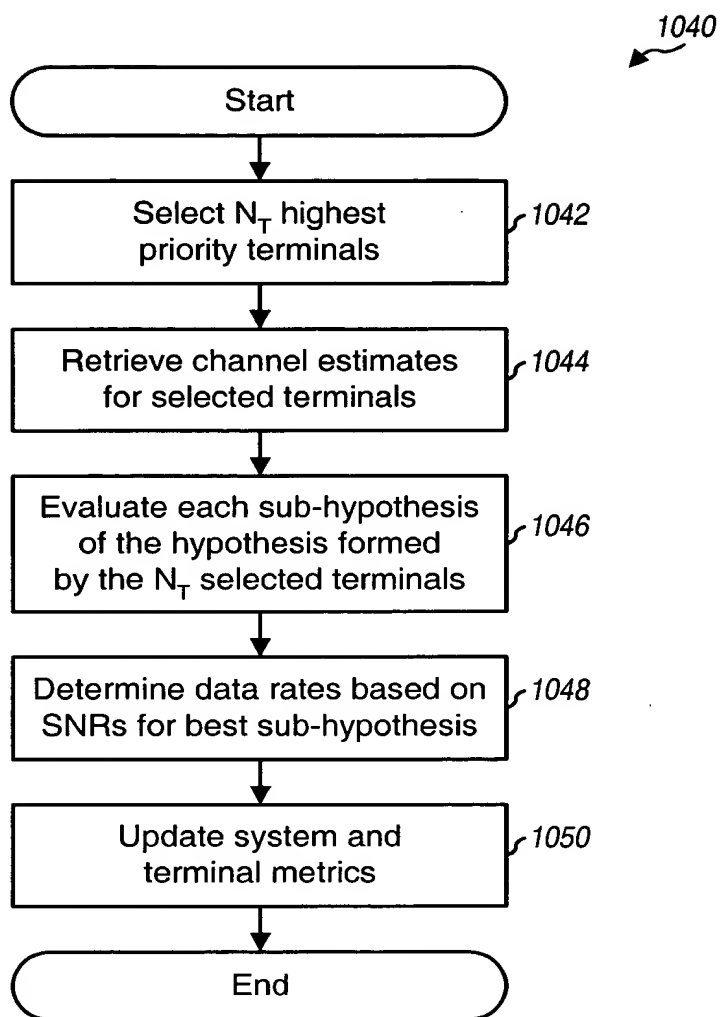 1040
Start
Select N_T highest
priority terminals
1042
Retrieve channel estimates
for selected terminals
1044
Evaluate each sub-hypothesis
of the hypothesis formed
by the N_T selected terminals
1046
Determine data rates based on
SNRs for best sub-hypothesis
1048
Update system and
terminal metrics
1050
End